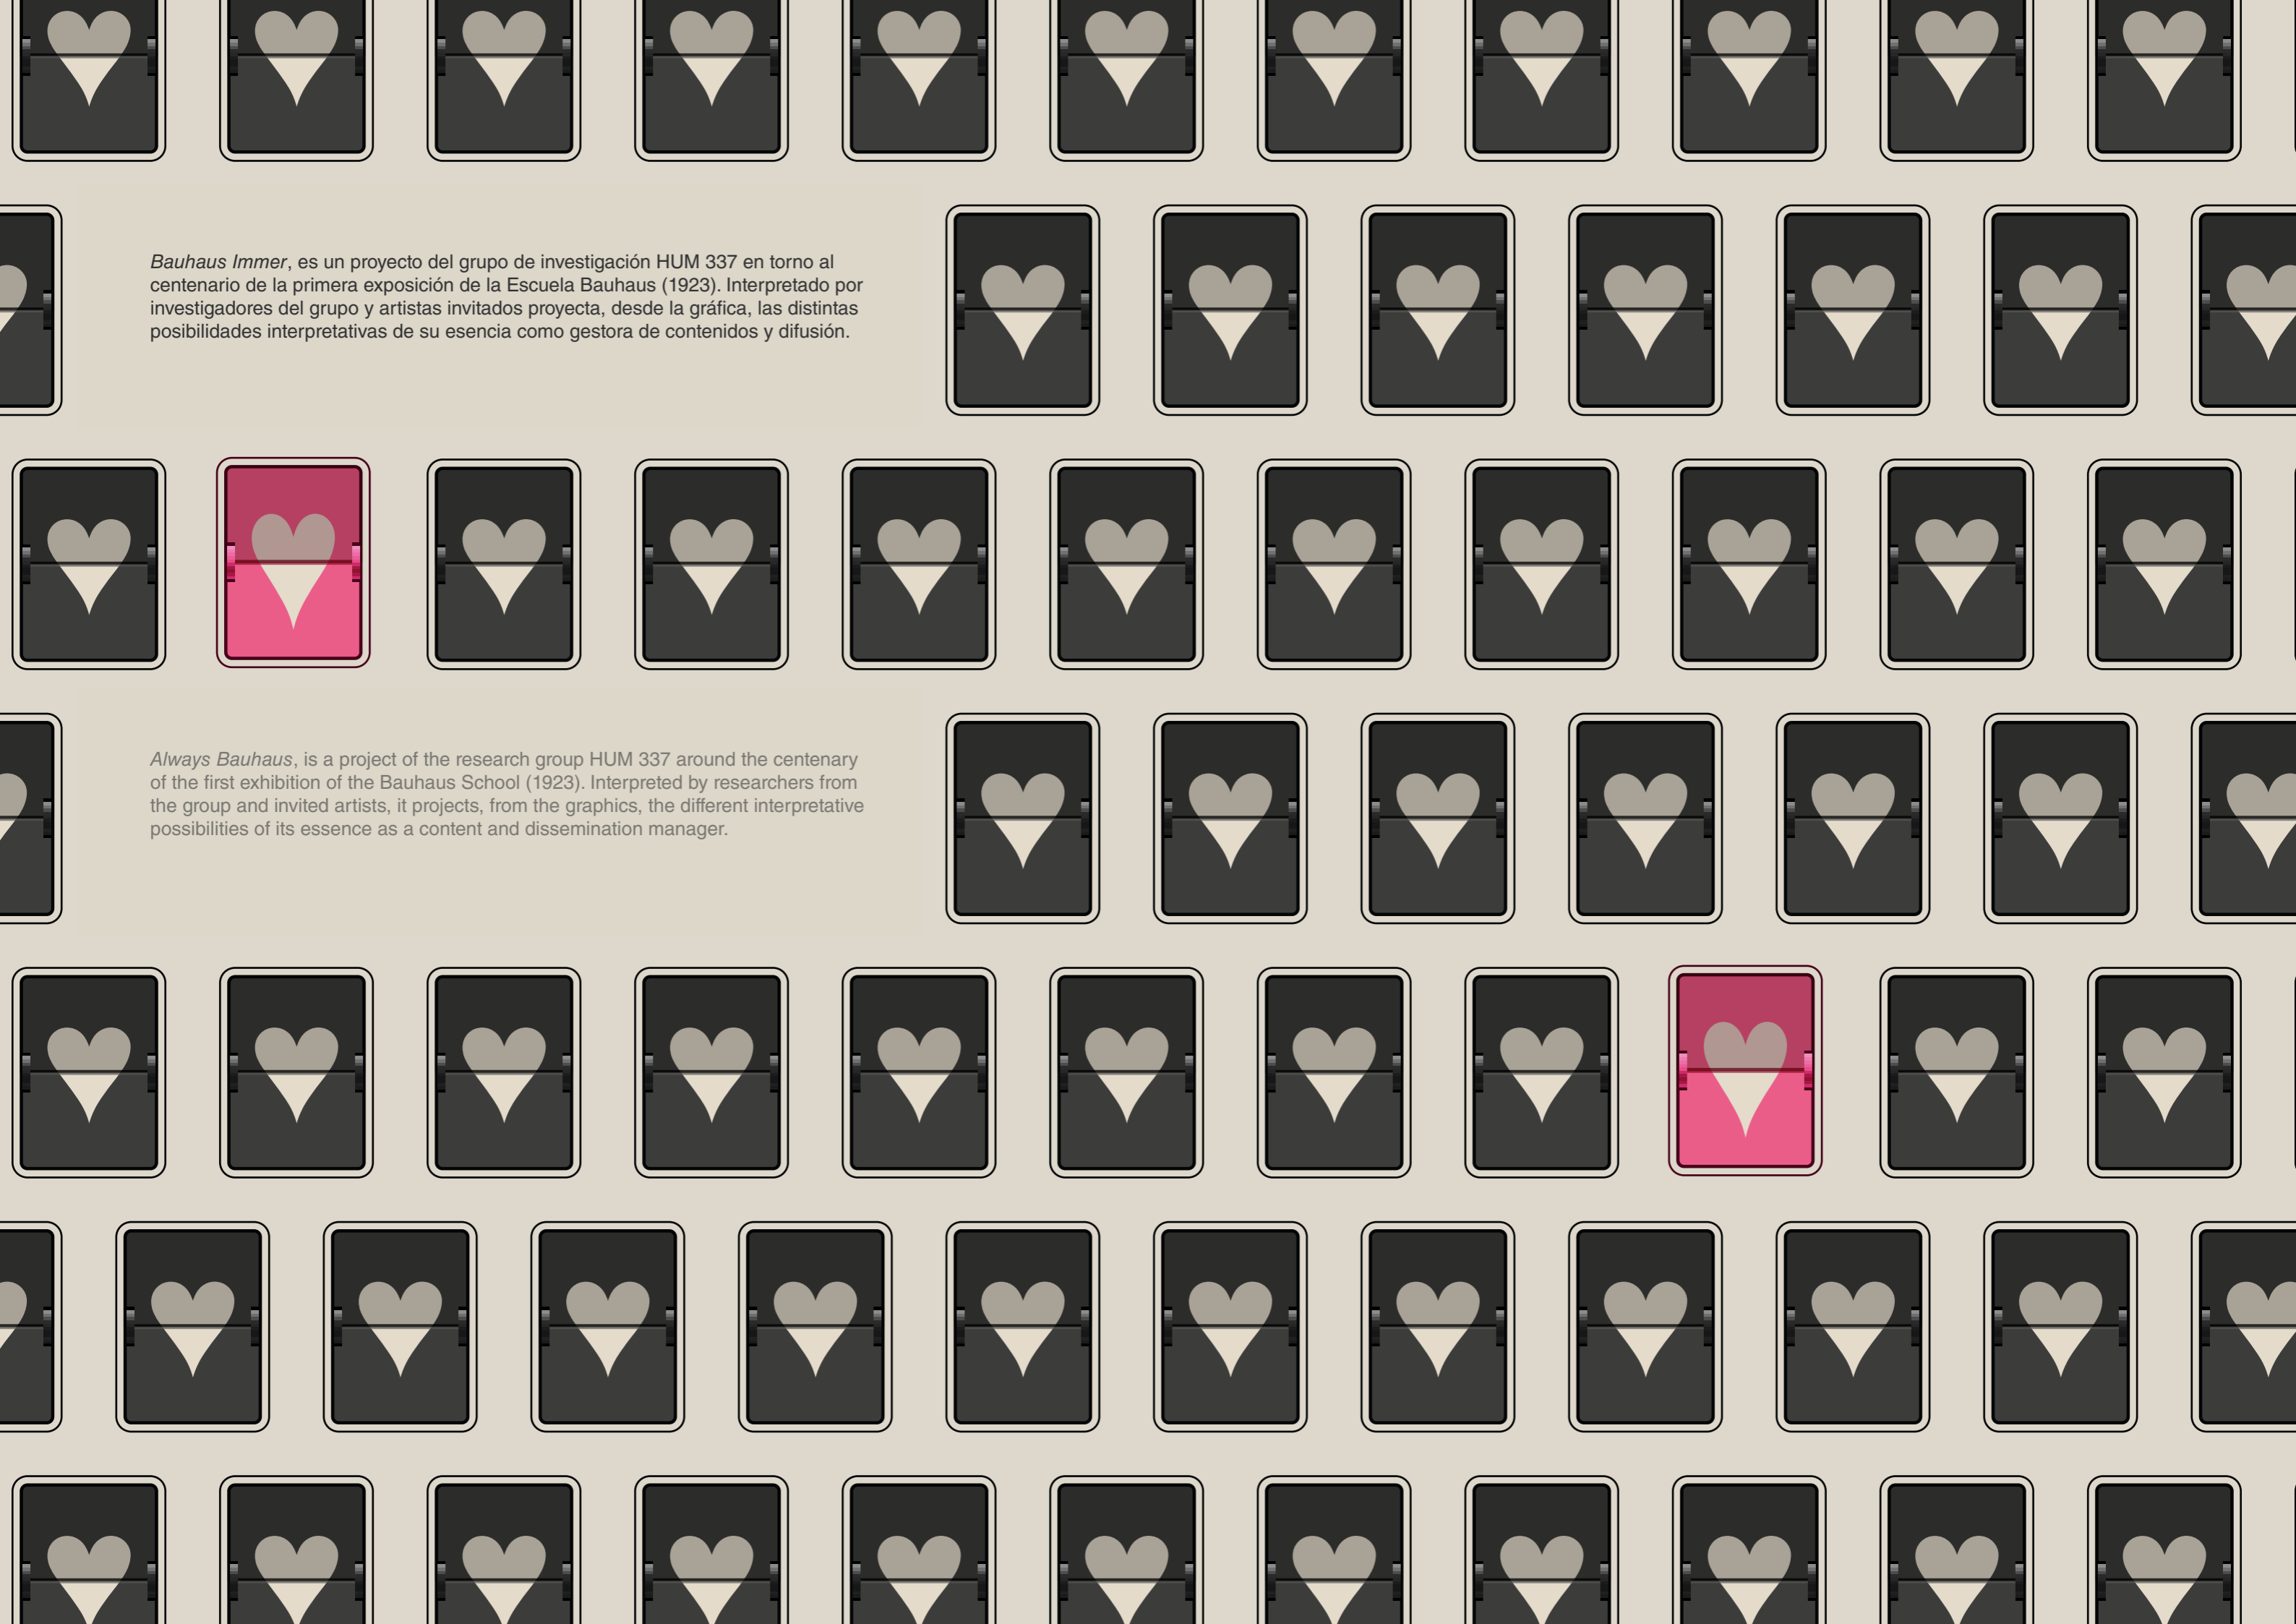 Bauhaus Immer, es un proyecto del grupo de investigación HUM 337 en torno al
centenario de la primera exposición de la Escuela Bauhaus (1923). Interpretado por
investigadores del grupo y artistas invitados proyecta, desde la gráfica, las distintas
posibilidades interpretativas de su esencia como gestora de contenidos y difusión.
Always Bauhaus, is a project of the research group HUM 337 around the centenary
of the first exhibition of the Bauhaus School (1923). Interpreted by researchers from
the group and invited artists, it projects, from the graphics, the different interpretative
possibilities of its essence as a content and dissemination manager.